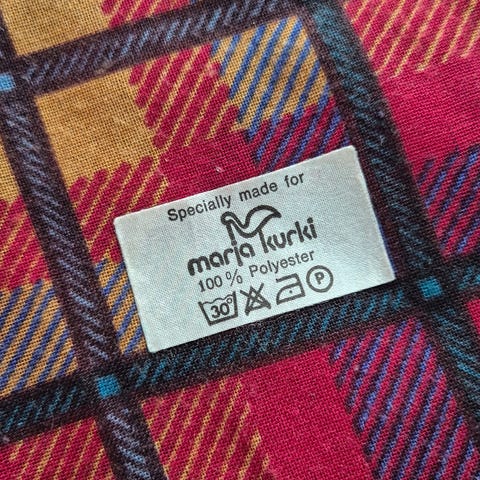 Specially made for
marja kurki
100% Polyester
30°
P